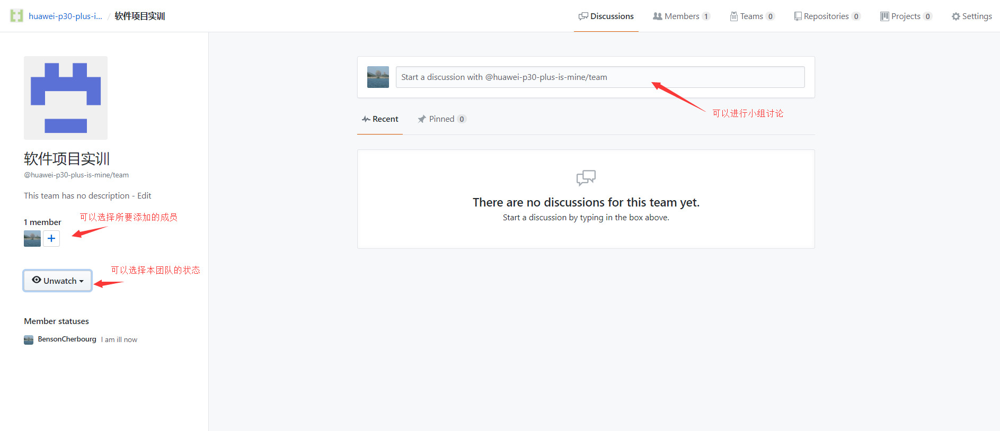 huawei-p30-plus-i... / 软件项目实训
Discussions
Members 1
Teams 0
Repositories 0
Projects 0
Settings
Start a discussion with @huawei-p30-plus-is-mine/team
可以进行小组讨论
Recent
Pinned 0
软件项目实训
@huawei-p30-plus-is-mine/team
This team has no description - Edit
1 member
可以选择所要添加的成员
+
可以选择本团队的状态
Unwatch
There are no discussions for this team yet.
Start a discussion by typing in the box above.
Member statuses
BensonCherbourg I am ill now